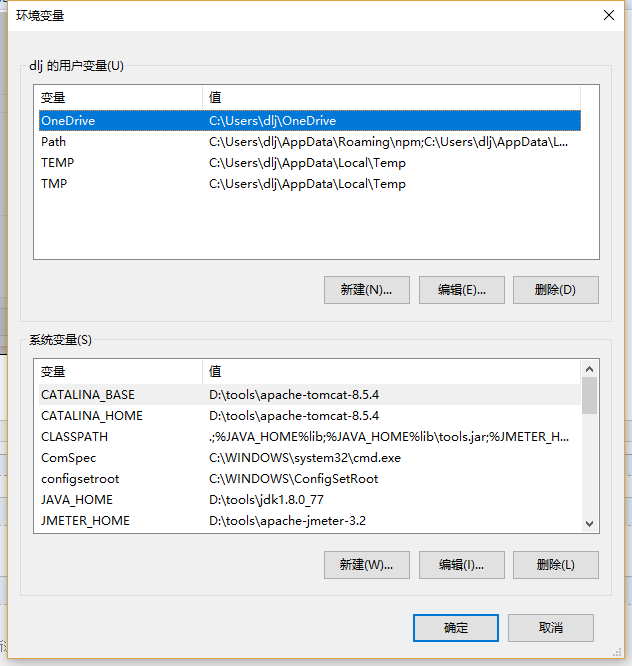 环境变量
dlj 的用户变量(U)
变量 值
OneDrive C:\Users\dlj\OneDrive
Path C:\Users\dlj\AppData\Roaming\npm;C:\Users\dlj\AppData\L...
TEMP C:\Users\dlj\AppData\Local\Temp
TMP C:\Users\dlj\AppData\Local\Temp
新建(N)... 编辑(E)... 删除(D)
系统变量(S)
变量 值
CATALINA_BASE D:\tools\apache-tomcat-8.5.4
CATALINA_HOME D:\tools\apache-tomcat-8.5.4
CLASSPATH .;%JAVA_HOME%lib;%JAVA_HOME%lib\tools.jar;%JMETER_H...
ComSpec C:\WINDOWS\system32\cmd.exe
configsetroot C:\WINDOWS\ConfigSetRoot
JAVA_HOME D:\tools\jdk1.8.0_77
JMETER_HOME D:\tools\apache-jmeter-3.2
新建(W)... 编辑(I)... 删除(L)
确定 取消